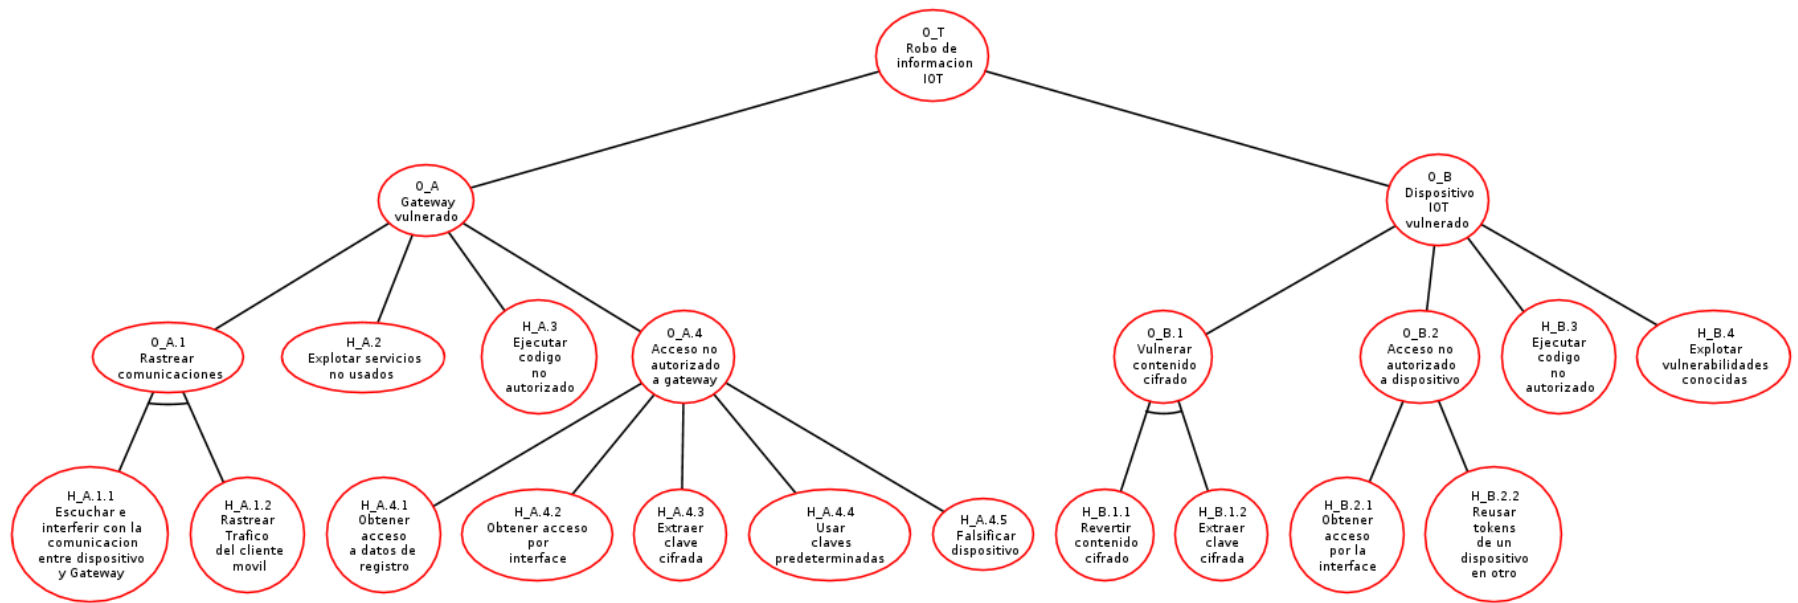 O_T
Robo de
informacion
IOT
O_A
Gateway
vulnerado
O_B
Dispositivo
IOT
vulnerado
O_A.1
Rastrear
comunicaciones
H_A.2
Explotar servicios
no usados
H_A.3
Ejecutar
codigo
no
autorizado
O_A.4
Acceso no
autorizado
a gateway
O_B.1
Vulnerar
contenido
cifrado
O_B.2
Acceso no
autorizado
a dispositivo
H_B.3
Ejecutar
codigo
no
autorizado
H_B.4
Explotar
vulnerabilidades
conocidas
H_A.1.1
Escuchar e
interferir con la
comunicacion
entre dispositivo
y Gateway
H_A.1.2
Rastrear
Trafico
del cliente
movil
H_A.4.1
Obtener
acceso
a datos de
registro
H_A.4.2
Obtener acceso
por
interface
H_A.4.3
Extraer
clave
cifrada
H_A.4.4
Usar
claves
predeterminadas
H_A.4.5
Falsificar
dispositivo
H_B.1.1
Revertir
contenido
cifrado
H_B.1.2
Extraer
clave
cifrada
H_B.2.1
Obtener
acceso
por la
interface
H_B.2.2
Reusar
tokens
de un
dispositivo
en otro